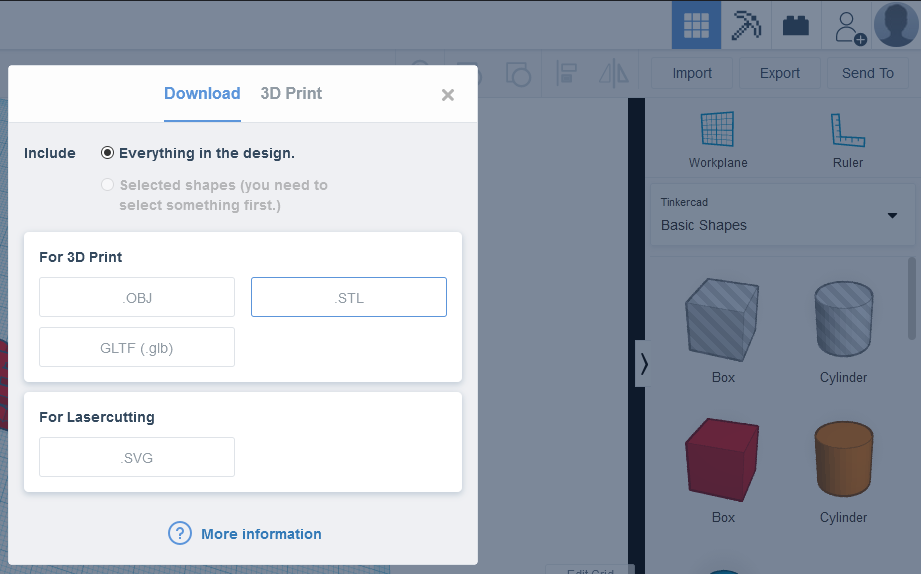 Import
Export
Send To
Download
3D Print
Include
Everything in the design.
Selected shapes (you need to
select something first.)
For 3D Print
.OBJ
.STL
GLTF (.glb)
For Lasercutting
.SVG
More information
Workplane
Ruler
Tinkercad
Basic Shapes
Box
Cylinder
Box
Cylinder
Edit Grid